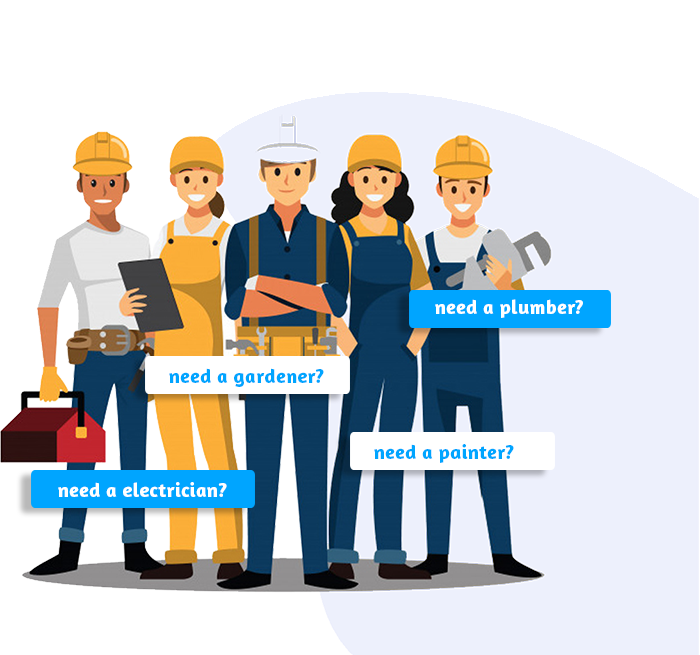 need a plumber?
need a gardener?
need a painter?
need a electrician?